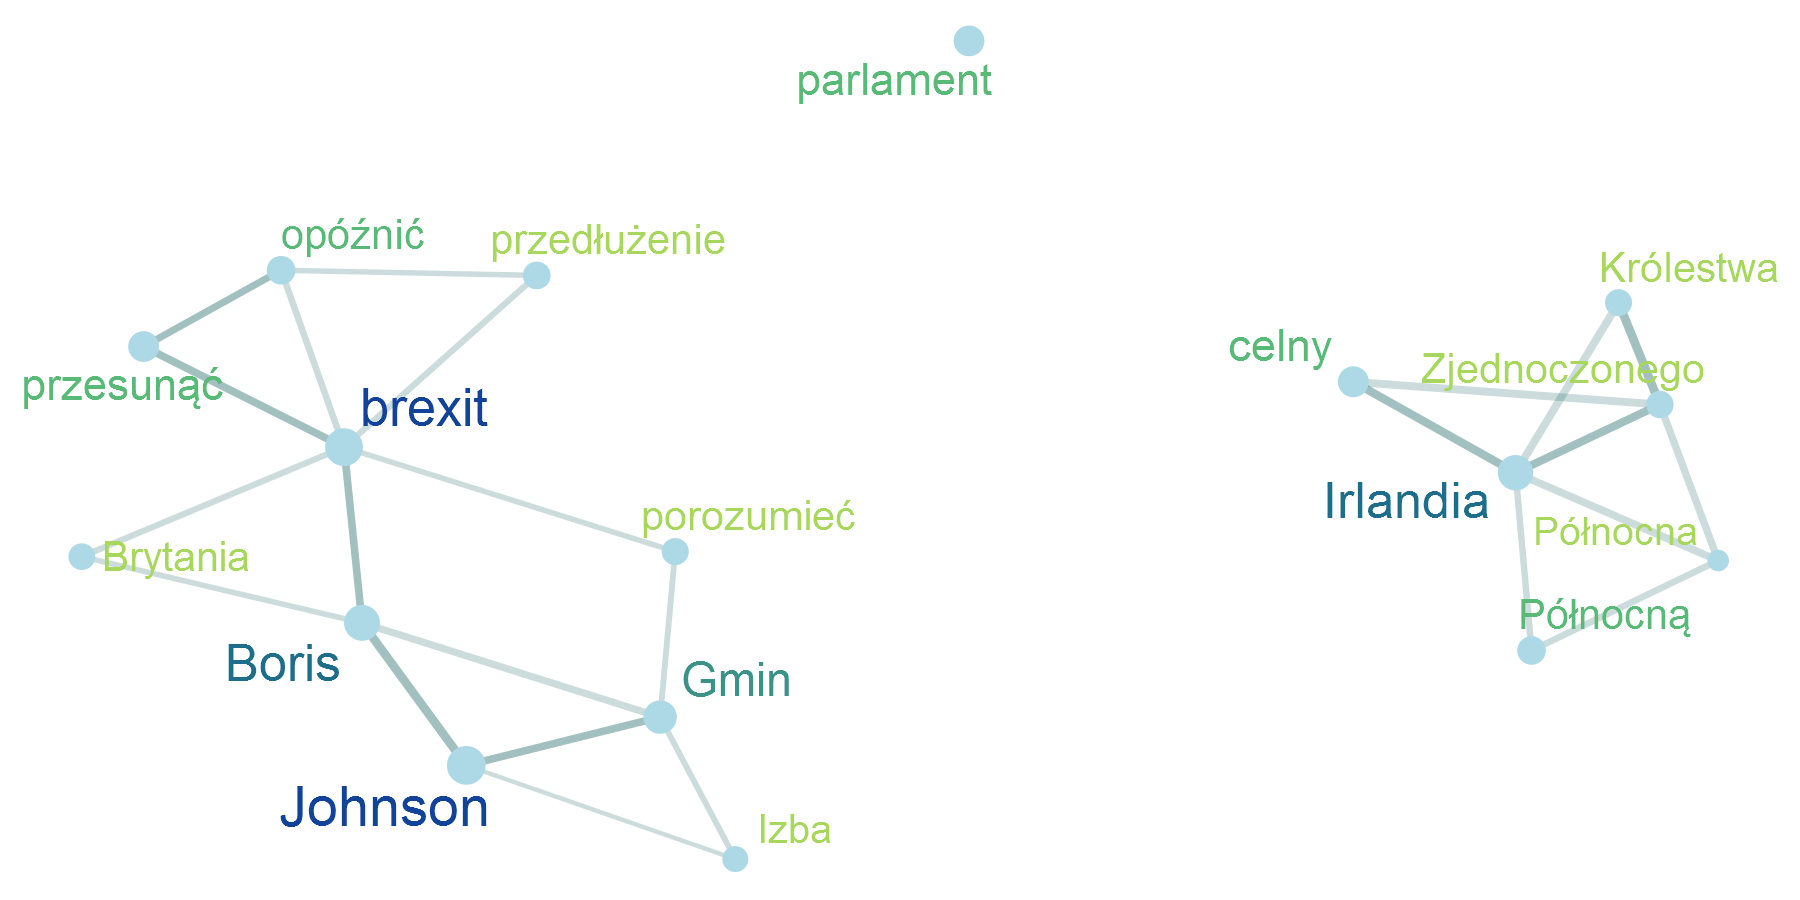 parlament
opóźnić
przedłużenie
Królestwa
celny
Zjednoczonego
przesunąć
brexit
Irlandia
porozumieć
Północna
Brytania
Północną
Boris
Gmin
Johnson
Izba